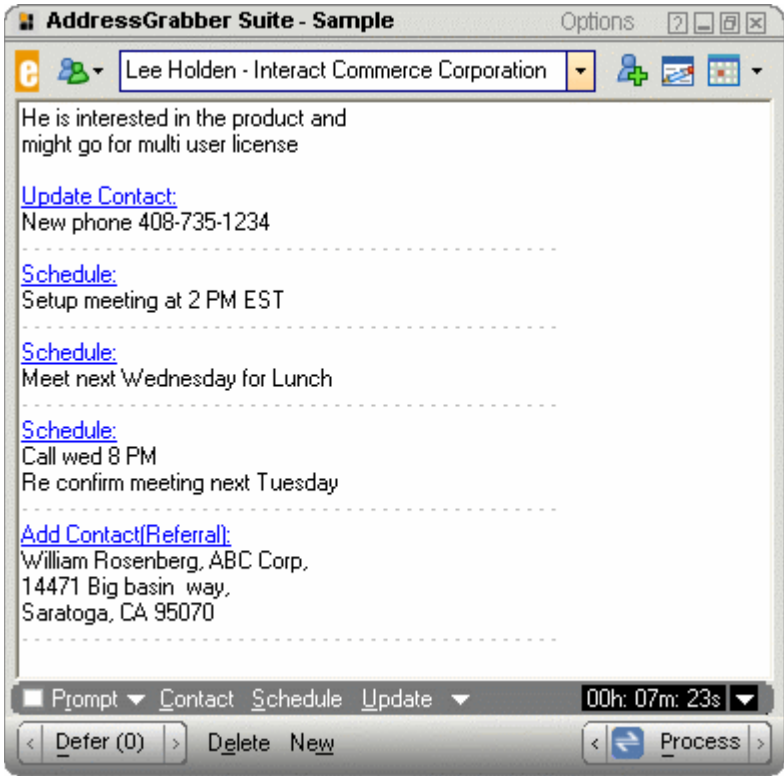 AddressGrabber Suite - Sample Options ?
e Lee Holden - Interact Commerce Corporation
He is interested in the product and
might go for multi user license
Update Contact:
New phone 408-735-1234
Schedule:
Setup meeting at 2 PM EST
Schedule:
Meet next Wednesday for Lunch
Schedule:
Call wed 8 PM
Re confirm meeting next Tuesday
Add Contact(Referral):
William Rosenberg, ABC Corp,
14471 Big basin way,
Saratoga, CA 95070
Prompt Contact Schedule Update 00h: 07m: 23s
< Defer (0) > Delete New < Process >